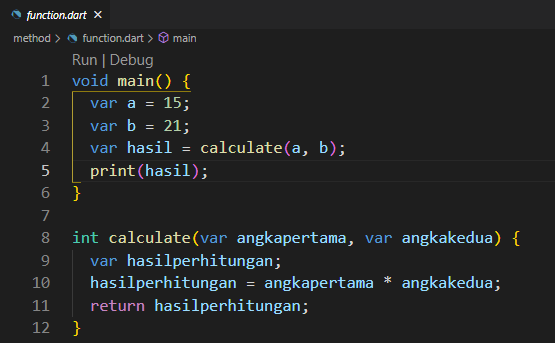 function.dart ×
method > function.dart > main
Run | Debug
1 void main() {
2   var a = 15;
3   var b = 21;
4   var hasil = calculate(a, b);
5   print(hasil);
6 }
7
8 int calculate(var angkapertama, var angkakedua) {
9   var hasilperhitungan;
10   hasilperhitungan = angkapertama * angkakedua;
11   return hasilperhitungan;
12 }